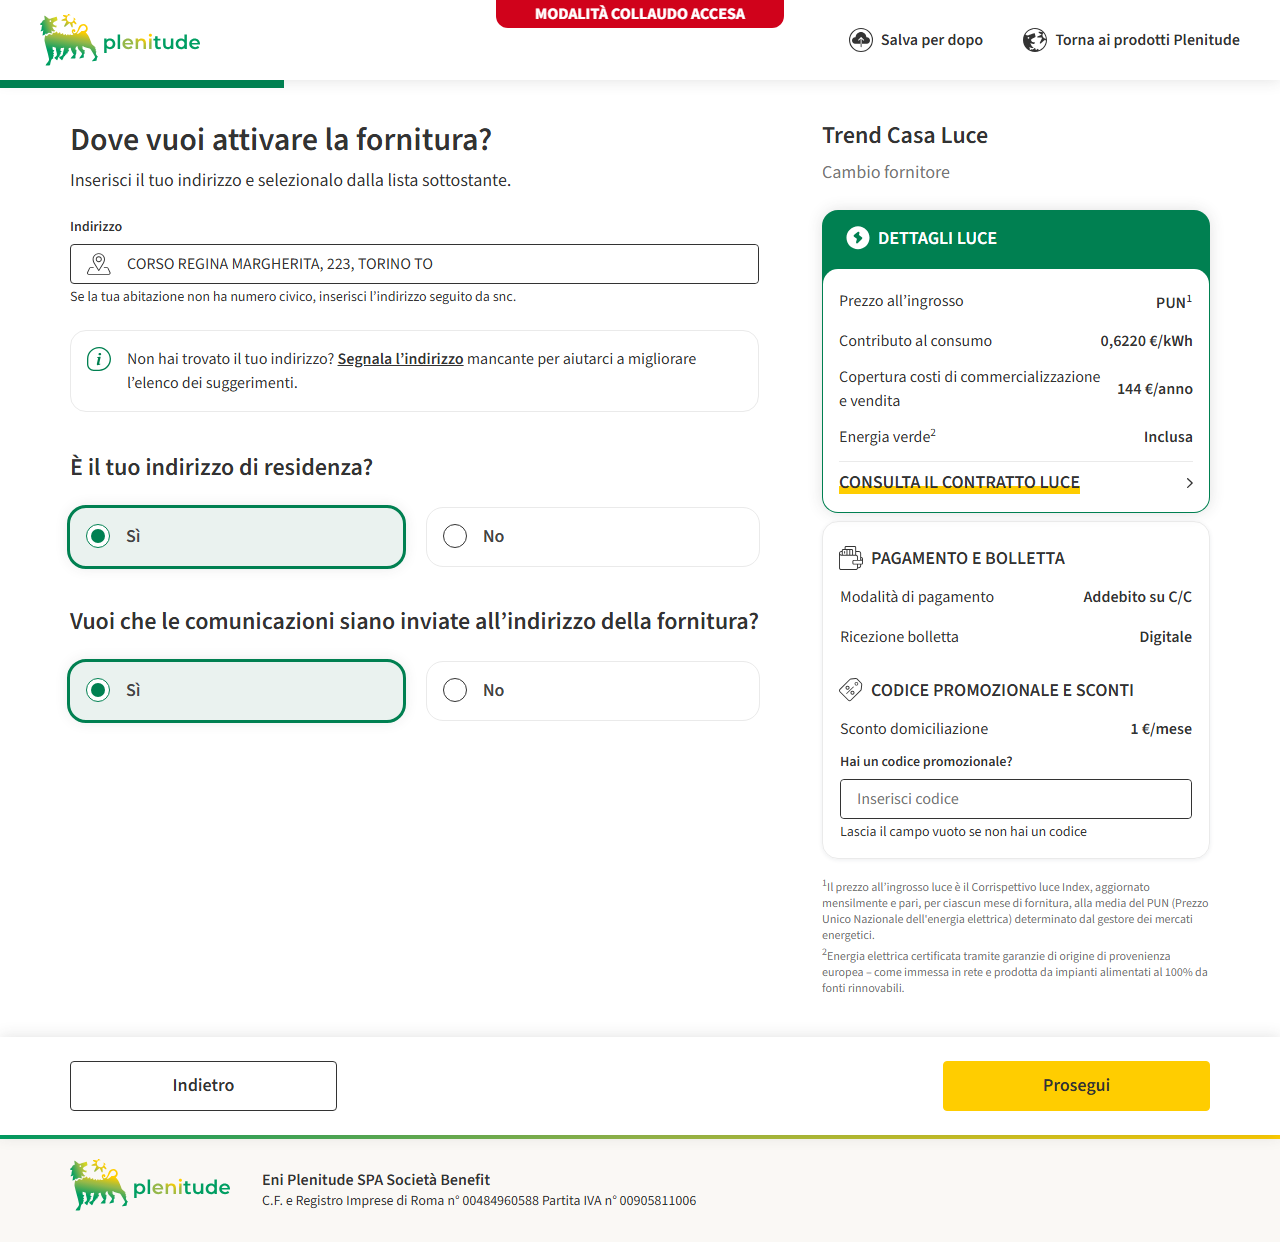 MODALITÀ COLLAUDO ACCESA
plenitude
Salva per dopo
Torna ai prodotti Plenitude
Dove vuoi attivare la fornitura?
Inserisci il tuo indirizzo e selezionalo dalla lista sottostante.
Indirizzo
CORSO REGINA MARGHERITA, 223, TORINO TO
Se la tua abitazione non ha numero civico, inserisci l’indirizzo seguito da snc.
Non hai trovato il tuo indirizzo? Segnala l’indirizzo mancante per aiutarci a migliorare
l’elenco dei suggerimenti.
È il tuo indirizzo di residenza?
Sì
No
Vuoi che le comunicazioni siano inviate all’indirizzo della fornitura?
Sì
No
Trend Casa Luce
Cambio fornitore
DETTAGLI LUCE
Prezzo all’ingrosso PUN¹
Contributo al consumo 0,6220 €/kWh
Copertura costi di commercializzazione
e vendita 144 €/anno
Energia verde² Inclusa
CONSULTA IL CONTRATTO LUCE
PAGAMENTO E BOLLETTA
Modalità di pagamento Addebito su C/C
Ricezione bolletta Digitale
CODICE PROMOZIONALE E SCONTI
Sconto domiciliazione 1 €/mese
Hai un codice promozionale?
Inserisci codice
Lascia il campo vuoto se non hai un codice
¹Il prezzo all’ingrosso luce è il Corrispettivo luce Index, aggiornato
mensilmente e pari, per ciascun mese di fornitura, alla media del PUN (Prezzo
Unico Nazionale dell'energia elettrica) determinato dal gestore dei mercati
energetici.
²Energia elettrica certificata tramite garanzie di origine di provenienza
europea – come immessa in rete e prodotta da impianti alimentati al 100% da
fonti rinnovabili.
Indietro
Prosegui
plenitude
Eni Plenitude SPA Società Benefit
C.F. e Registro Imprese di Roma n° 00484960588 Partita IVA n° 00905811006